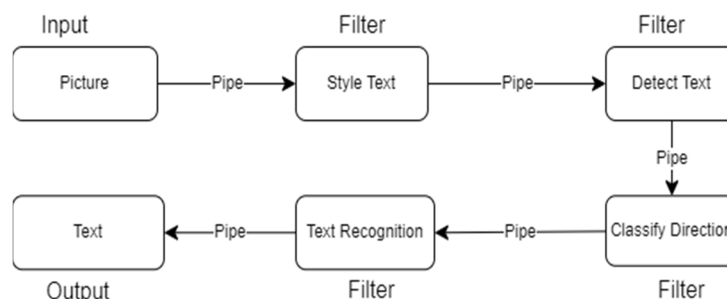 Input
Filter
Filter
Picture
Pipe
Style Text
Pipe
Detect Text
Pipe
Text
Pipe
Text Recognition
Pipe
Classify Direction
Output
Filter
Filter